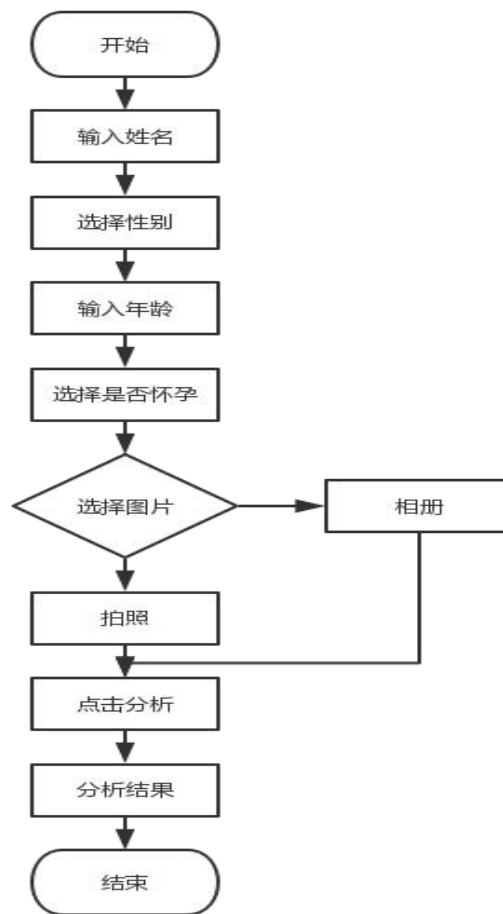 开始
输入姓名
选择性别
输入年龄
选择是否怀孕
选择图片
相册
拍照
点击分析
分析结果
结束